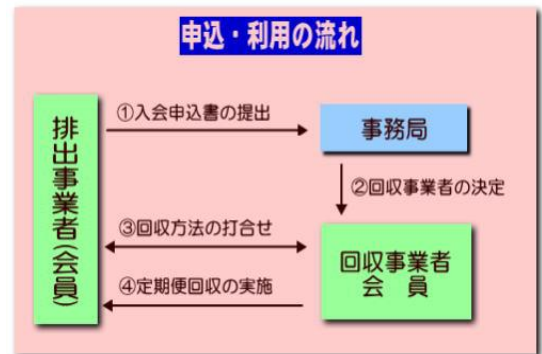 申込・利用の流れ
排出事業者(会員)
①入会申込書の提出
事務局
②回収事業者の決定
③回収方法の打合せ
回収事業者
会員
④定期便回収の実施